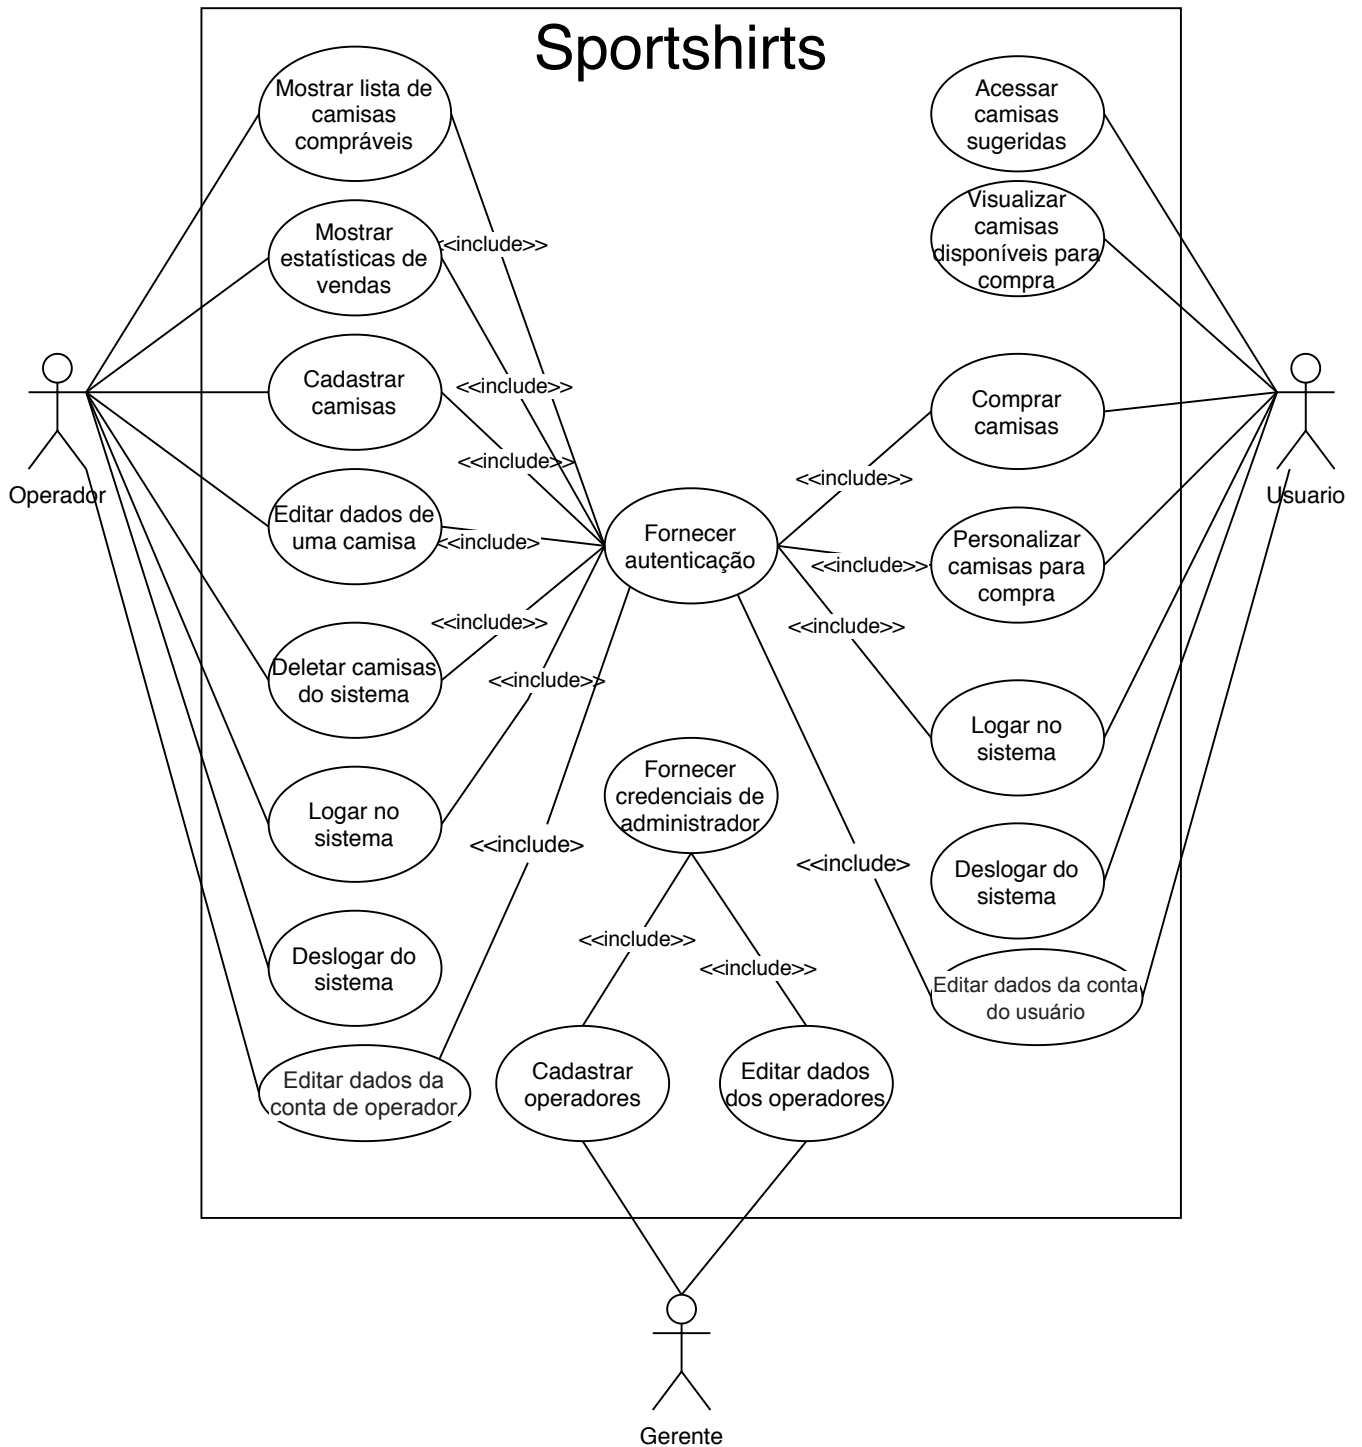 Sportshirts
Mostrar lista de
camisas
compráveis
Acessar
camisas
sugeridas
Mostrar
estatísticas de
vendas
<<include>>
Visualizar
camisas
disponíveis para
compra
Cadastrar
camisas
<<include>>
Comprar
camisas
Operador
Usuario
<<include>>
<<include>>
Editar dados de
uma camisa
<<include>
Fornecer
autenticação
Personalizar
camisas para
compra
<<include>>
<<include>>
<<include>>
Deletar camisas
do sistema
<<include>>
Logar no
sistema
Fornecer
credenciais de
administrador
Logar no
sistema
<<include>
<<include>
Deslogar do
sistema
<<include>>
<<include>>
Deslogar do
sistema
Editar dados da conta
do usuário
Editar dados da
conta de operador
Cadastrar
operadores
Editar dados
dos operadores
Gerente